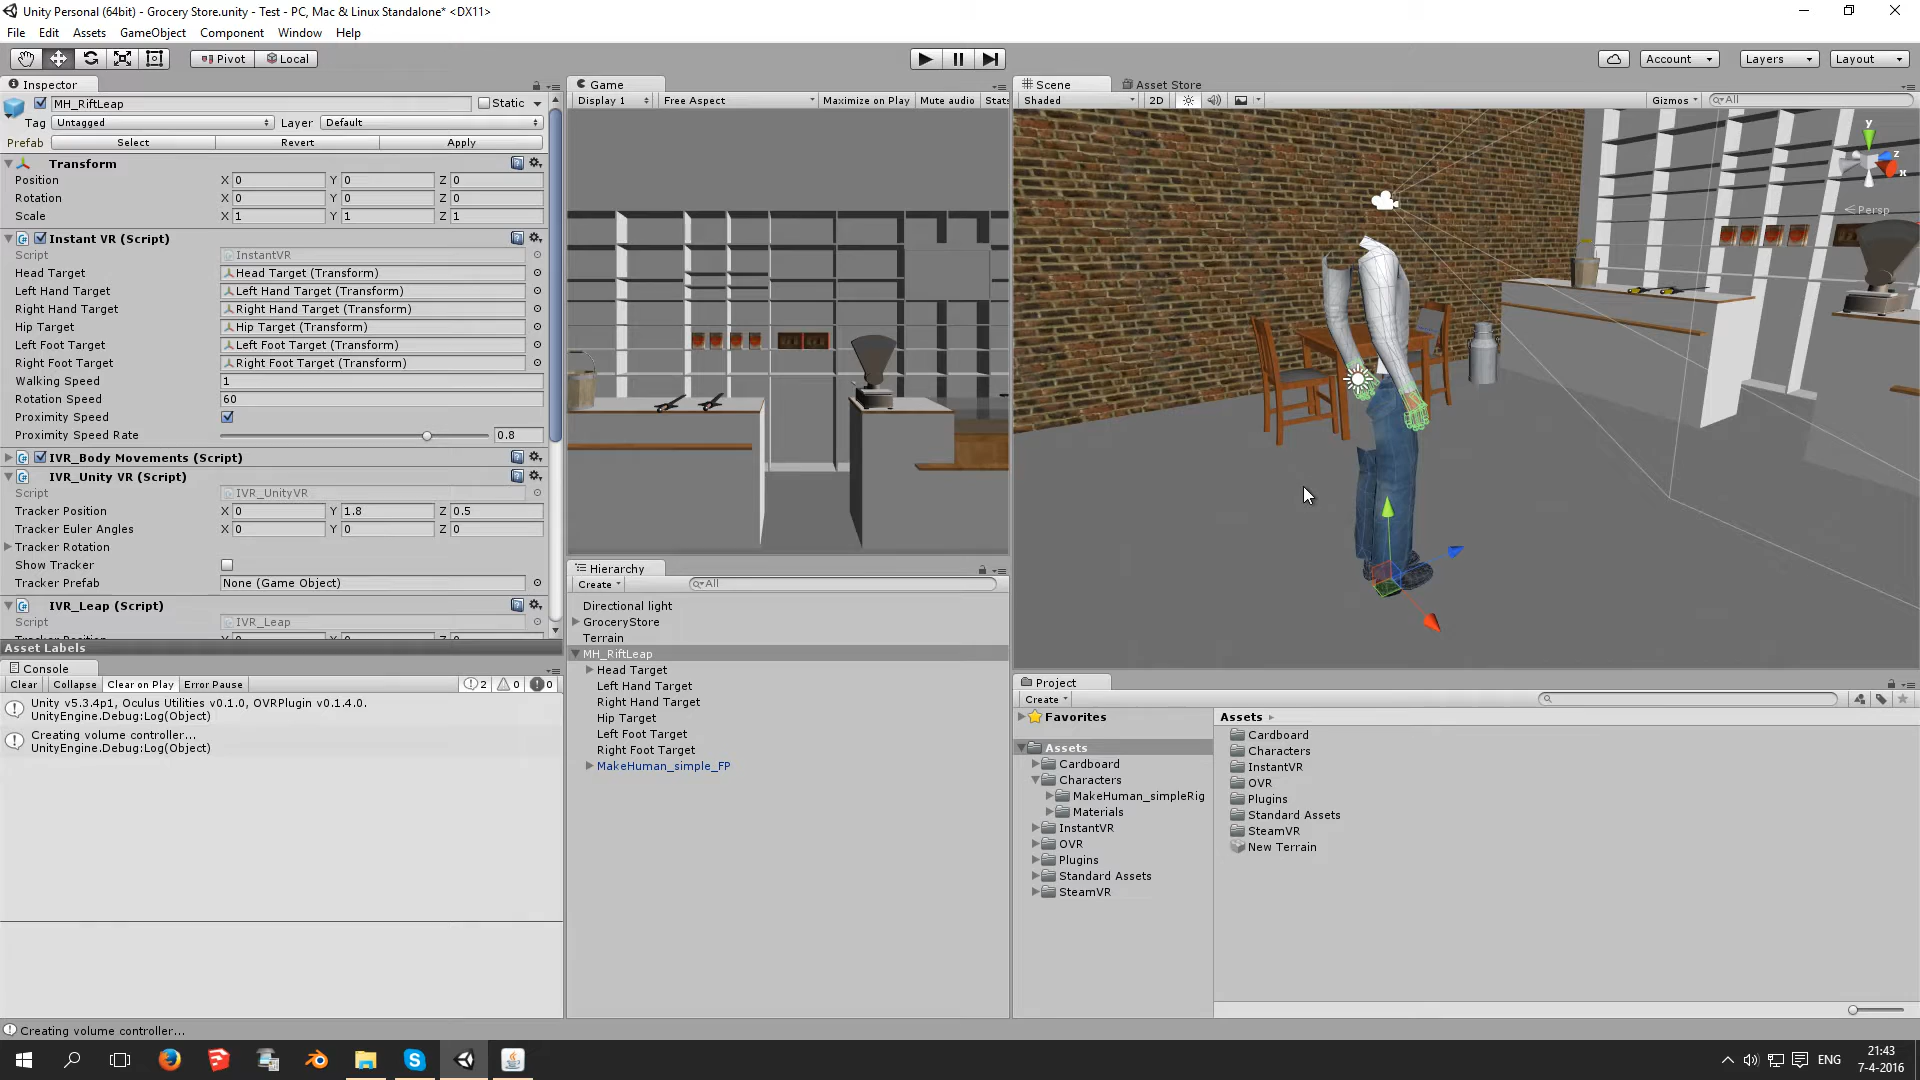 Unity Personal (64bit) - Grocery Store.unity - Test - PC, Mac & Linux Standalone* <DX11>
File Edit Assets GameObject Component Window Help
Pivot Local Account Layers Layout
Inspector
MH_RiftLeap Static
Tag Untagged Layer Default
Prefab Select Revert Apply
Transform
Position X 0 Y 0 Z 0
Rotation X 0 Y 0 Z 0
Scale X 1 Y 1 Z 1
Instant VR (Script)
Script InstantVR
Head Target Head Target (Transform)
Left Hand Target Left Hand Target (Transform)
Right Hand Target Right Hand Target (Transform)
Hip Target Hip Target (Transform)
Left Foot Target Left Foot Target (Transform)
Right Foot Target Right Foot Target (Transform)
Walking Speed 1
Rotation Speed 60
Proximity Speed
Proximity Speed Rate 0.8
IVR_Body Movements (Script)
IVR_Unity VR (Script)
Script IVR_UnityVR
Tracker Position X 0 Y 1.8 Z 0.5
Tracker Euler Angles X 0 Y 0 Z 0
Tracker Rotation
Show Tracker
Tracker Prefab None (Game Object)
IVR_Leap (Script)
Script IVR_Leap
Tracker Position X 0 Y 0 Z 0
Asset Labels
Console
Clear Collapse Clear on Play Error Pause 2 0 0
Unity v5.3.4p1, Oculus Utilities v0.1.0, OVRPlugin v0.1.4.0.
UnityEngine.Debug:Log(Object)
Creating volume controller...
UnityEngine.Debug:Log(Object)
Game
Display 1 Free Aspect Maximize on Play Mute audio Stats
Hierarchy
Create All
Directional light
GroceryStore
Terrain
MH_RiftLeap
Head Target
Left Hand Target
Right Hand Target
Hip Target
Left Foot Target
Right Foot Target
MakeHuman_simple_FP
Scene Asset Store
Shaded 2D Gizmos All
y
z
x
Persp
Project
Create
Favorites
Assets
Cardboard
Characters
MakeHuman_simpleRig
Materials
InstantVR
OVR
Plugins
Standard Assets
SteamVR
Assets
Cardboard
Characters
InstantVR
OVR
Plugins
Standard Assets
SteamVR
New Terrain
Creating volume controller...
ENG
21:43
7-4-2016